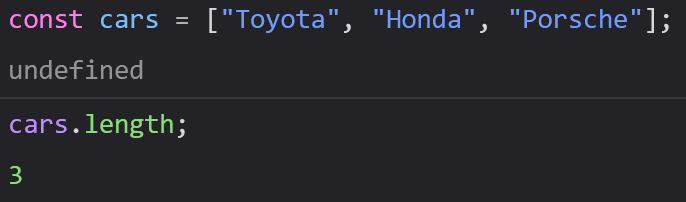 const cars = ["Toyota", "Honda", "Porsche"];
undefined
cars.length;
3